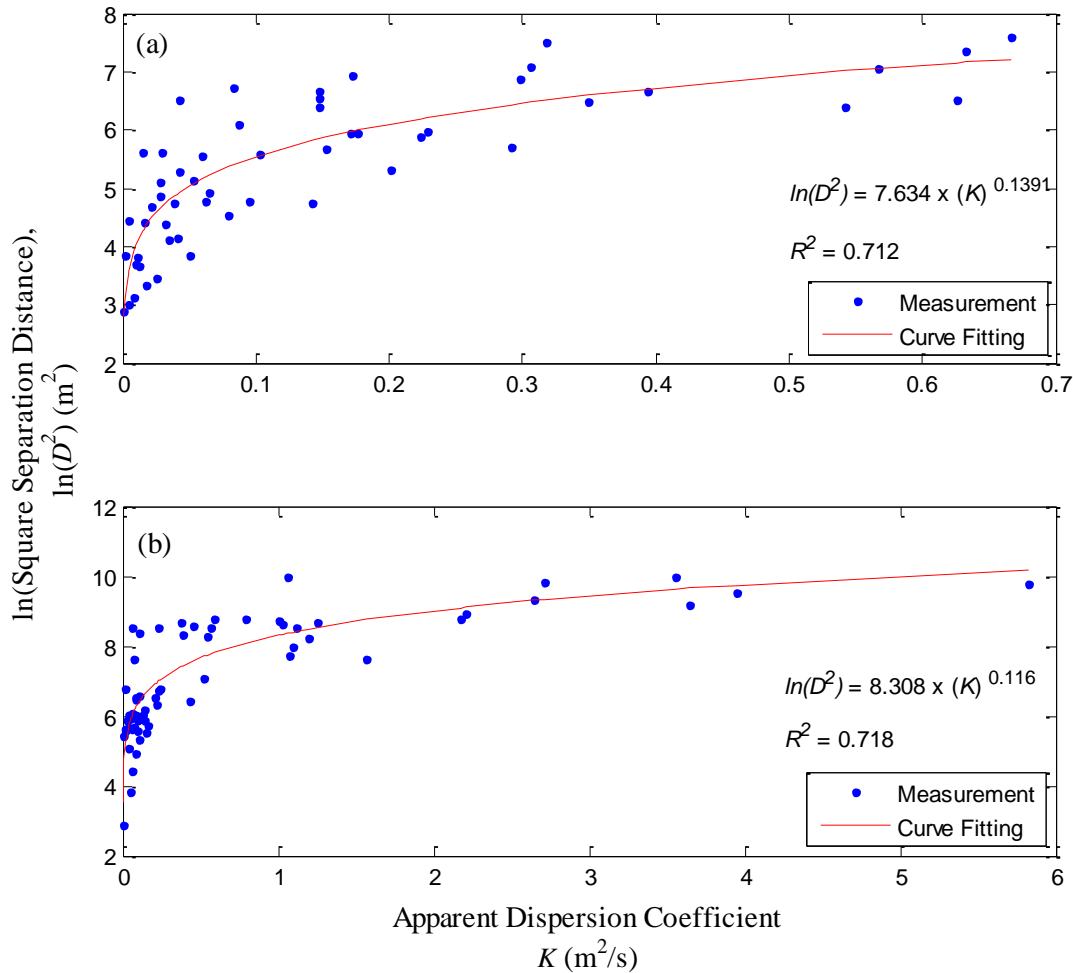 (a)
8
7
6
5
4
3
2
0
0.1
0.2
0.3
0.4
0.5
0.6
0.7
ln(D²) = 7.634 x (K) 0.1391
R² = 0.712
Measurement
Curve Fitting
ln(Square Separation Distance),
ln(D²) (m²)
(b)
12
10
8
6
4
2
0
1
2
3
4
5
6
ln(D²) = 8.308 x (K) 0.116
R² = 0.718
Measurement
Curve Fitting
Apparent Dispersion Coefficient
K (m²/s)